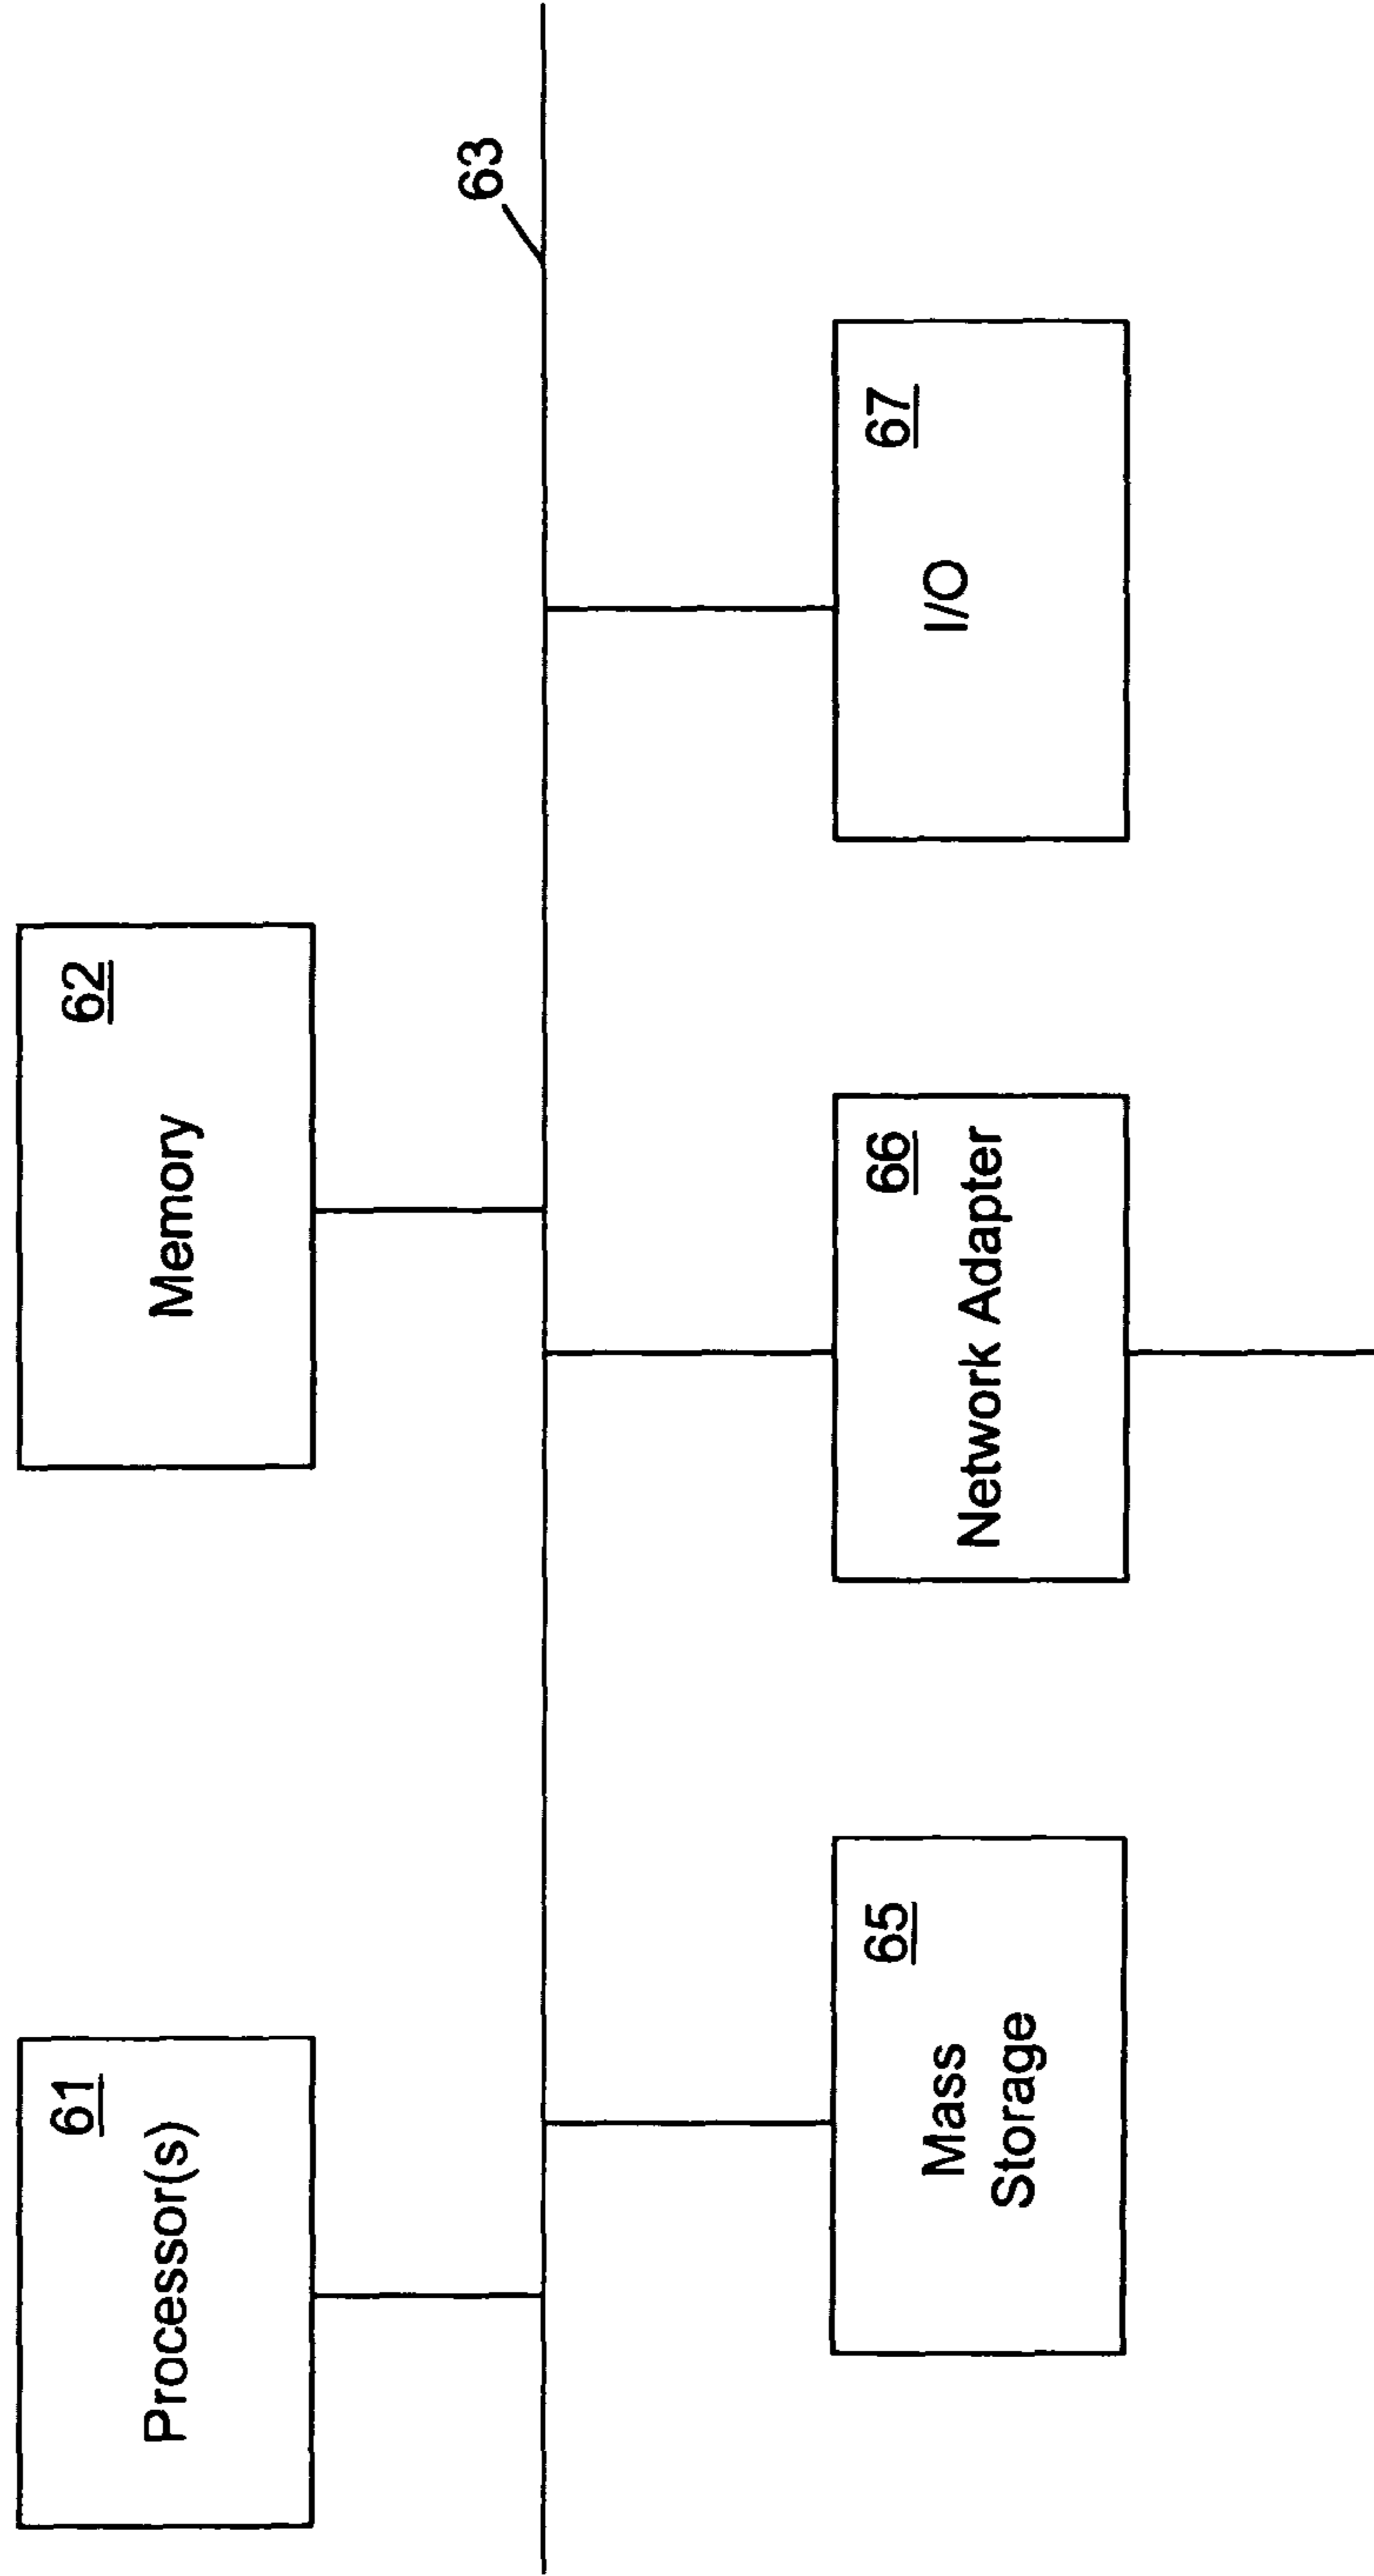 61
Processor(s)
62
Memory
63
65
Mass
Storage
66
Network Adapter
67
I/O